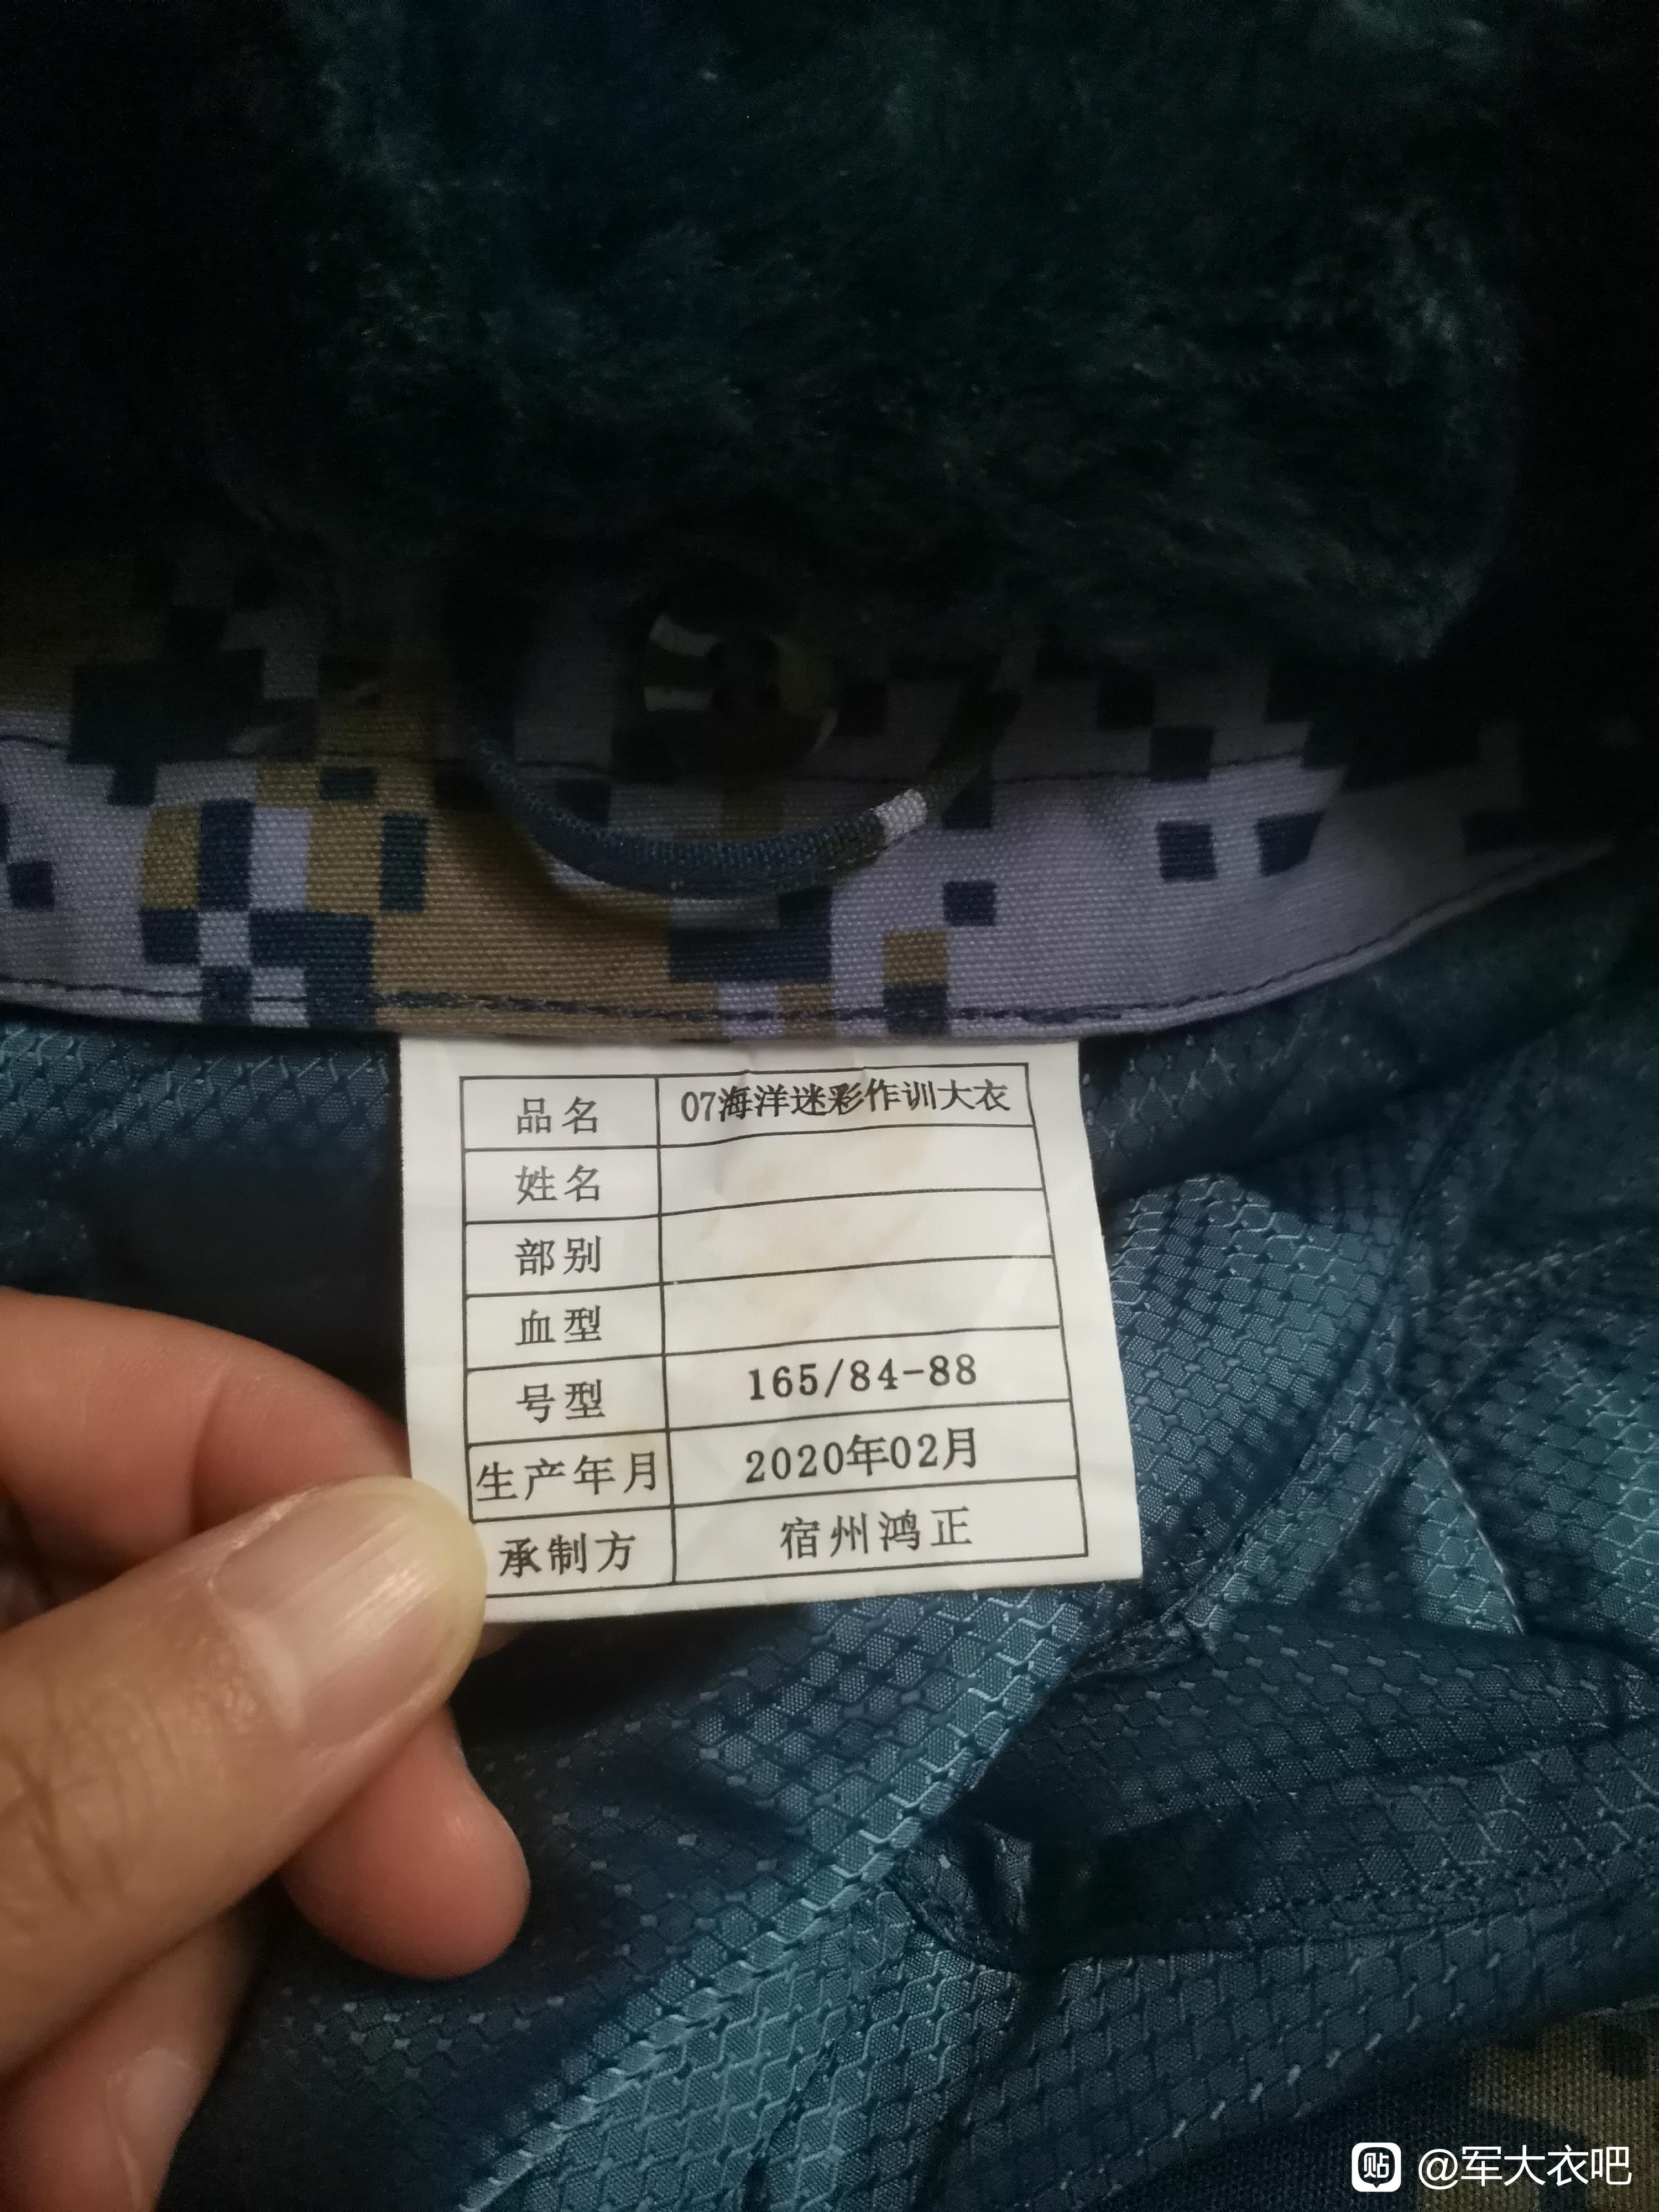 品名 07海洋迷彩作训大衣
姓名
部别
血型
号型 165/84-88
生产年月 2020年02月
承制方 宿州鸿正
贴 @军大衣吧